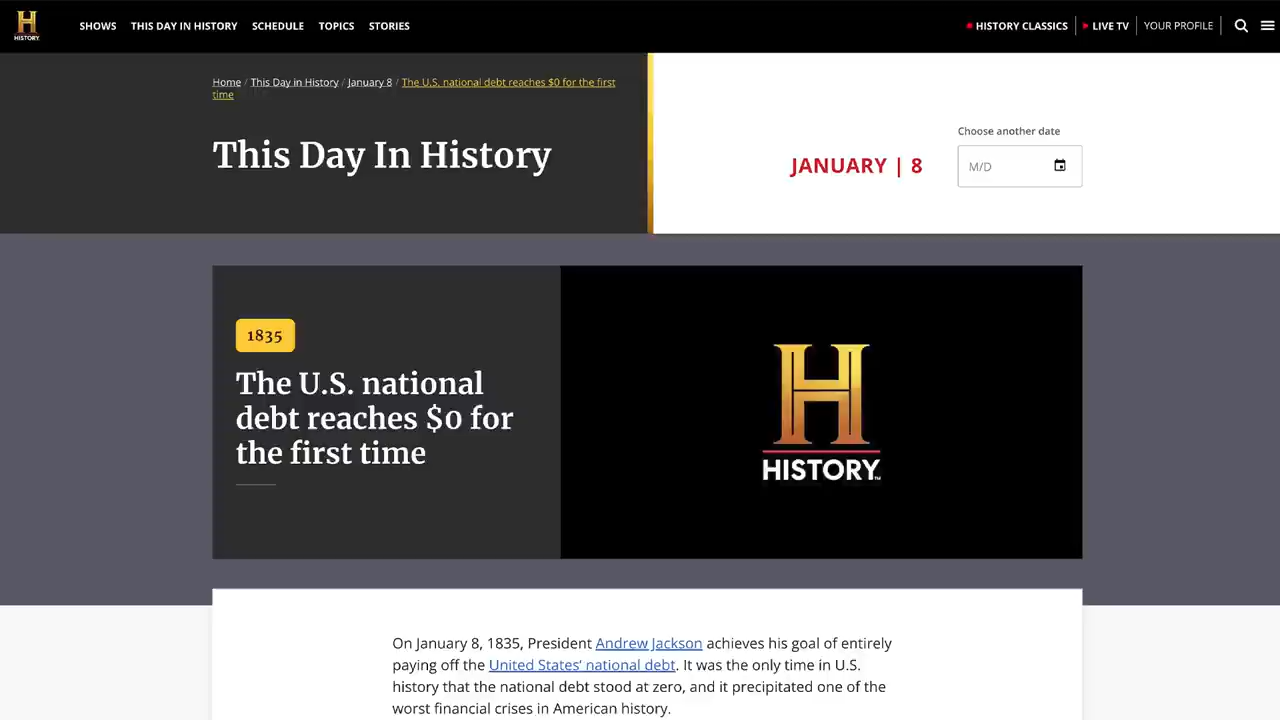 HISTORY
SHOWS THIS DAY IN HISTORY SCHEDULE TOPICS STORIES
HISTORY CLASSICS LIVE TV YOUR PROFILE
Home / This Day in History / January 8 / The U.S. national debt reaches $0 for the first
time
This Day In History
Choose another date
JANUARY | 8
M/D
1835
The U.S. national
debt reaches $0 for
the first time
H
HISTORY™
On January 8, 1835, President Andrew Jackson achieves his goal of entirely
paying off the United States’ national debt. It was the only time in U.S.
history that the national debt stood at zero, and it precipitated one of the
worst financial crises in American history.